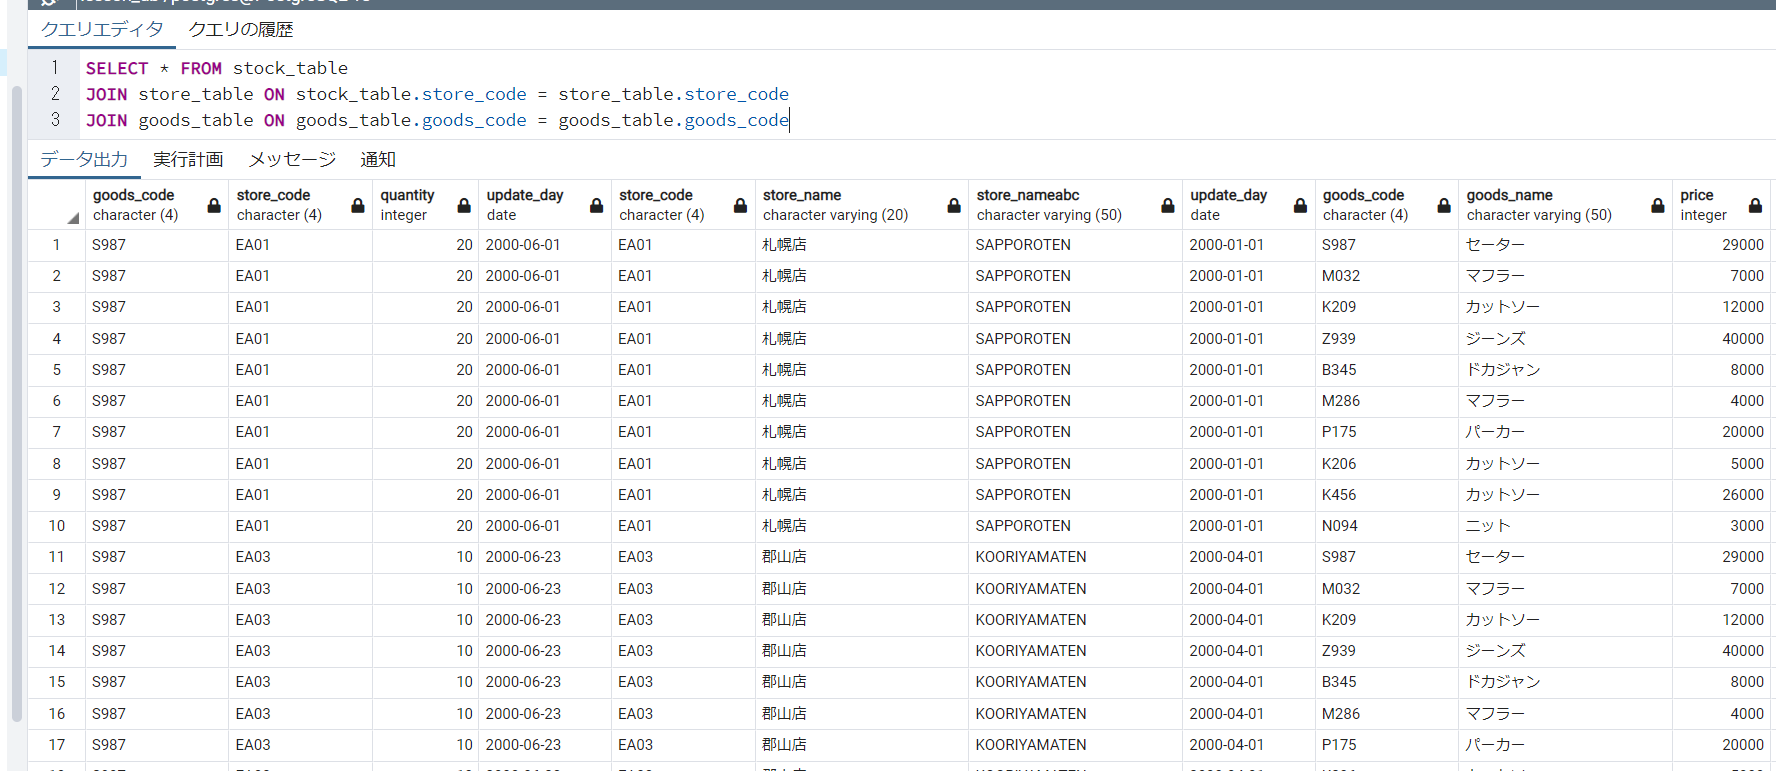 クエリエディタ クエリの履歴
1 SELECT * FROM stock_table
2 JOIN store_table ON stock_table.store_code = store_table.store_code
3 JOIN goods_table ON goods_table.goods_code = goods_table.goods_code
データ出力 実行計画 メッセージ 通知
goods_code store_code quantity update_day store_code store_name store_nameabc update_day goods_code goods_name price
character (4) character (4) integer date character (4) character varying (20) character varying (50) date character (4) character varying (50) integer
1 S987 EA01 20 2000-06-01 EA01 札幌店 SAPPOROTEN 2000-01-01 S987 セーター 29000
2 S987 EA01 20 2000-06-01 EA01 札幌店 SAPPOROTEN 2000-01-01 M032 マフラー 7000
3 S987 EA01 20 2000-06-01 EA01 札幌店 SAPPOROTEN 2000-01-01 K209 カットソー 12000
4 S987 EA01 20 2000-06-01 EA01 札幌店 SAPPOROTEN 2000-01-01 Z939 ジーンズ 40000
5 S987 EA01 20 2000-06-01 EA01 札幌店 SAPPOROTEN 2000-01-01 B345 ドカジャン 8000
6 S987 EA01 20 2000-06-01 EA01 札幌店 SAPPOROTEN 2000-01-01 M286 マフラー 4000
7 S987 EA01 20 2000-06-01 EA01 札幌店 SAPPOROTEN 2000-01-01 P175 パーカー 20000
8 S987 EA01 20 2000-06-01 EA01 札幌店 SAPPOROTEN 2000-01-01 K206 カットソー 5000
9 S987 EA01 20 2000-06-01 EA01 札幌店 SAPPOROTEN 2000-01-01 K456 カットソー 26000
10 S987 EA01 20 2000-06-01 EA01 札幌店 SAPPOROTEN 2000-01-01 N094 ニット 3000
11 S987 EA03 10 2000-06-23 EA03 郡山店 KOORIYAMATEN 2000-04-01 S987 セーター 29000
12 S987 EA03 10 2000-06-23 EA03 郡山店 KOORIYAMATEN 2000-04-01 M032 マフラー 7000
13 S987 EA03 10 2000-06-23 EA03 郡山店 KOORIYAMATEN 2000-04-01 K209 カットソー 12000
14 S987 EA03 10 2000-06-23 EA03 郡山店 KOORIYAMATEN 2000-04-01 Z939 ジーンズ 40000
15 S987 EA03 10 2000-06-23 EA03 郡山店 KOORIYAMATEN 2000-04-01 B345 ドカジャン 8000
16 S987 EA03 10 2000-06-23 EA03 郡山店 KOORIYAMATEN 2000-04-01 M286 マフラー 4000
17 S987 EA03 10 2000-06-23 EA03 郡山店 KOORIYAMATEN 2000-04-01 P175 パーカー 20000